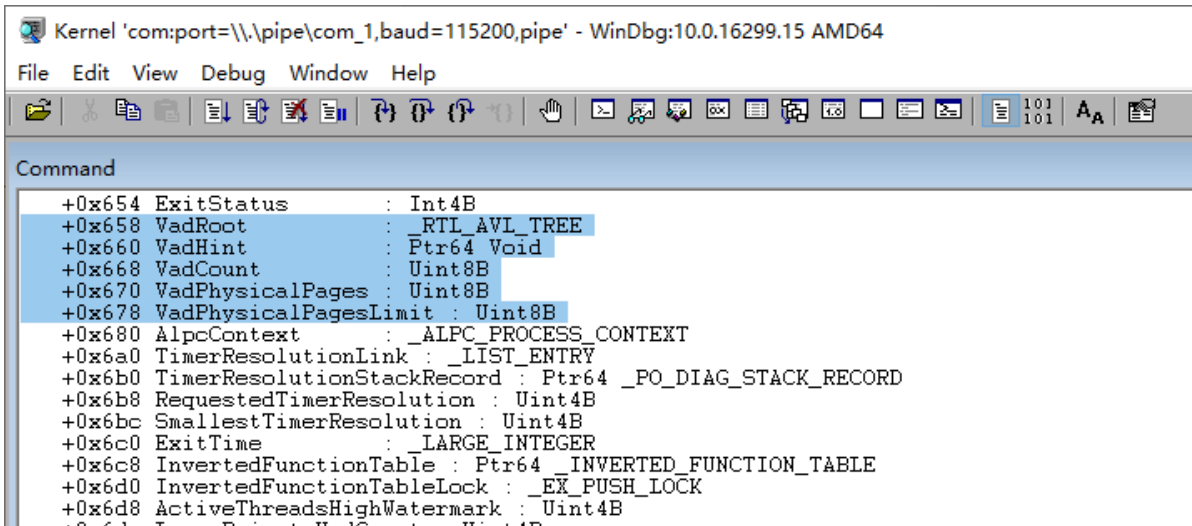 Kernel 'com:port=\\.\pipe\com_1,baud=115200,pipe' - WinDbg:10.0.16299.15 AMD64
File Edit View Debug Window Help
Command
+0x654 ExitStatus : Int4B
+0x658 VadRoot : _RTL_AVL_TREE
+0x660 VadHint : Ptr64 Void
+0x668 VadCount : Uint8B
+0x670 VadPhysicalPages : Uint8B
+0x678 VadPhysicalPagesLimit : Uint8B
+0x680 AlpcContext : _ALPC_PROCESS_CONTEXT
+0x6a0 TimerResolutionLink : _LIST_ENTRY
+0x6b0 TimerResolutionStackRecord : Ptr64 _PO_DIAG_STACK_RECORD
+0x6b8 RequestedTimerResolution : Uint4B
+0x6bc SmallestTimerResolution : Uint4B
+0x6c0 ExitTime : _LARGE_INTEGER
+0x6c8 InvertedFunctionTable : Ptr64 _INVERTED_FUNCTION_TABLE
+0x6d0 InvertedFunctionTableLock : _EX_PUSH_LOCK
+0x6d8 ActiveThreadsHighWatermark : Uint4B